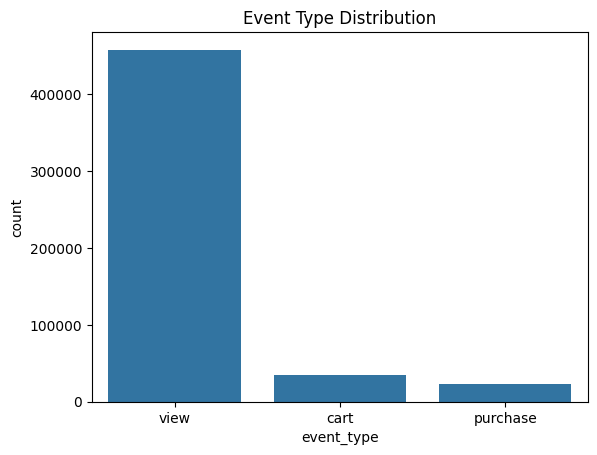 Event Type Distribution
count
400000
300000
200000
100000
0
view cart purchase
event_type